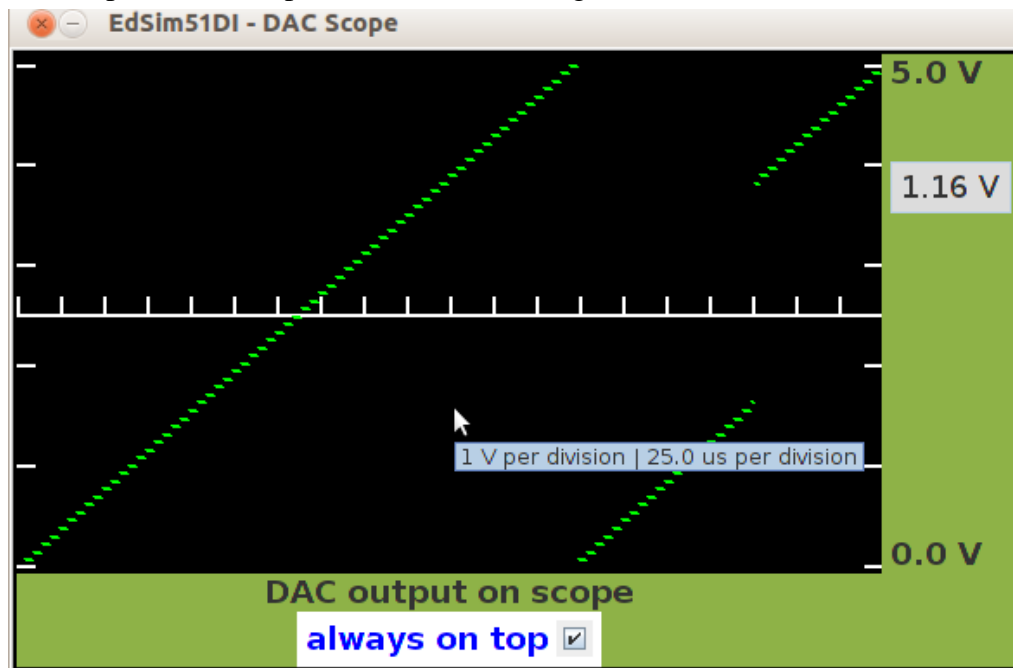 EdSim51DI - DAC Scope
5.0 V
1.16 V
1 V per division | 25.0 us per division
0.0 V
DAC output on scope
always on top